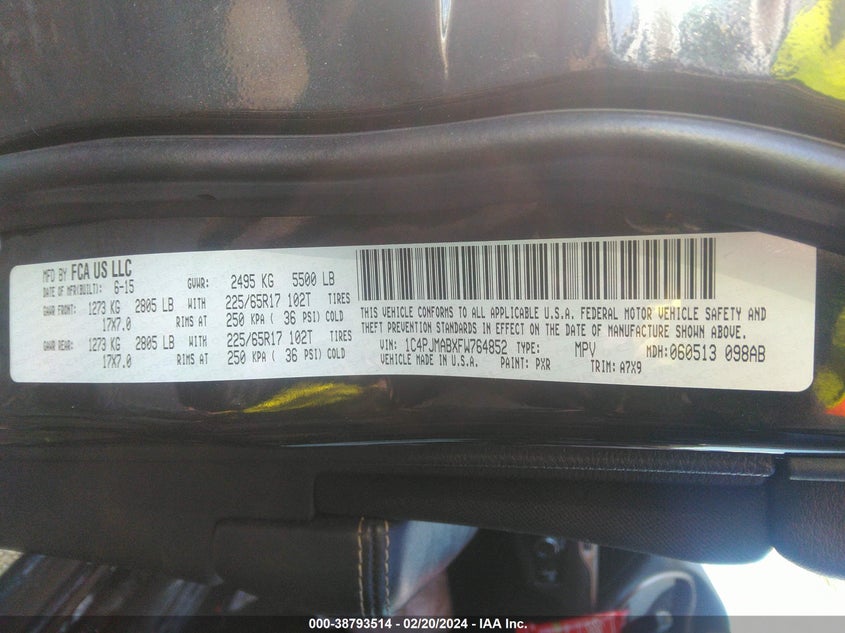 MFD BY FCA US LLC
DATE OF MFR(BUILT): 6-15 GVWR: 2495 KG 5500 LB
GAWR FRONT: 1273 KG 2805 LB WITH 225/65R17 102T TIRES
17X7.0 RIMS AT 250 KPA ( 36 PSI) COLD
GAWR REAR: 1273 KG 2805 LB WITH 225/65R17 102T TIRES
17X7.0 RIMS AT 250 KPA ( 36 PSI) COLD
THIS VEHICLE CONFORMS TO ALL APPLICABLE U.S.A. FEDERAL MOTOR VEHICLE SAFETY AND
THEFT PREVENTION STANDARDS IN EFFECT ON THE DATE OF MANUFACTURE SHOWN ABOVE.
VIN: 1C4PJMABXFW764852 TYPE: MPV MDH: 060513 098AB
VEHICLE MADE IN U.S.A. PAINT: PXR TRIM: A7X9
000-38793514 - 02/20/2024 - IAA Inc.